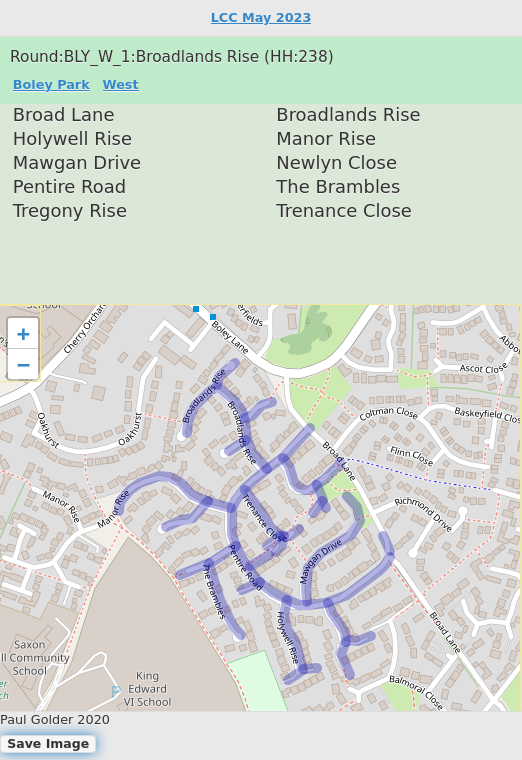 LCC May 2023
Round:BLY_W_1:Broadlands Rise (HH:238)
Boley Park West
Broad Lane Broadlands Rise
Holywell Rise Manor Rise
Mawgan Drive Newlyn Close
Pentire Road The Brambles
Tregony Rise Trenance Close
School
+
−
Cherry Orchar
erfields
Boley Lane
Abbo
Ascot Close
Broadlands Rise
Broadlands Rise
Oakhurst
Oakhurst
Coltman Close
Baskeyfield Clos
Flinn Close
Broad Lane
Manor Rise
Manor Rise
Trenance Close
Richmond Drive
Mawgan Drive
Pentire Road
The Brambles
Holywell Rise
Broad Lane
Saxon
ll Community
School
King
Edward
VI School
er
ch
Balmoral Close
Paul Golder 2020
Save Image